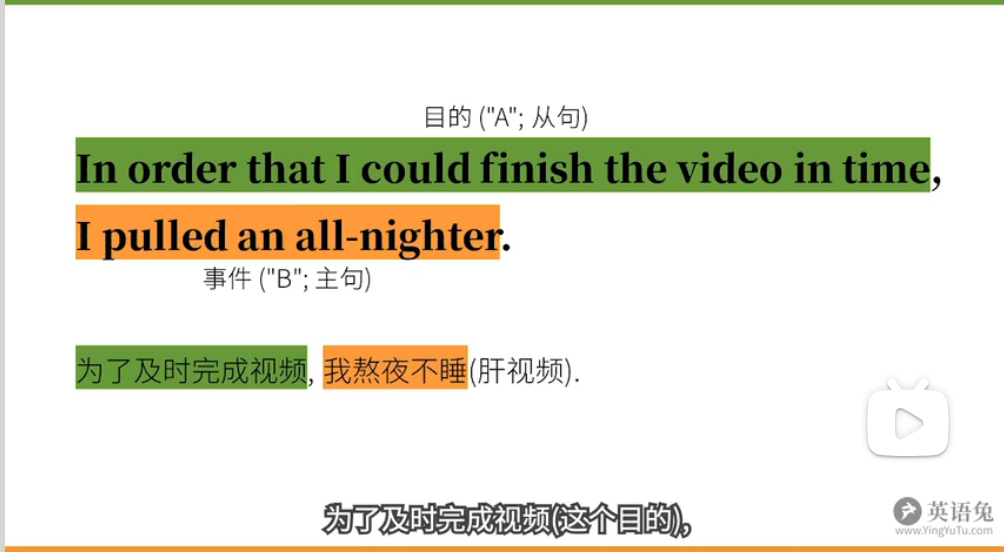 目的 ("A"; 从句)
In order that I could finish the video in time,
I pulled an all-nighter.
事件 ("B"; 主句)
为了及时完成视频, 我熬夜不睡(肝视频).
英语兔
www.YingYuTu.com
为了及时完成视频(这个目的),